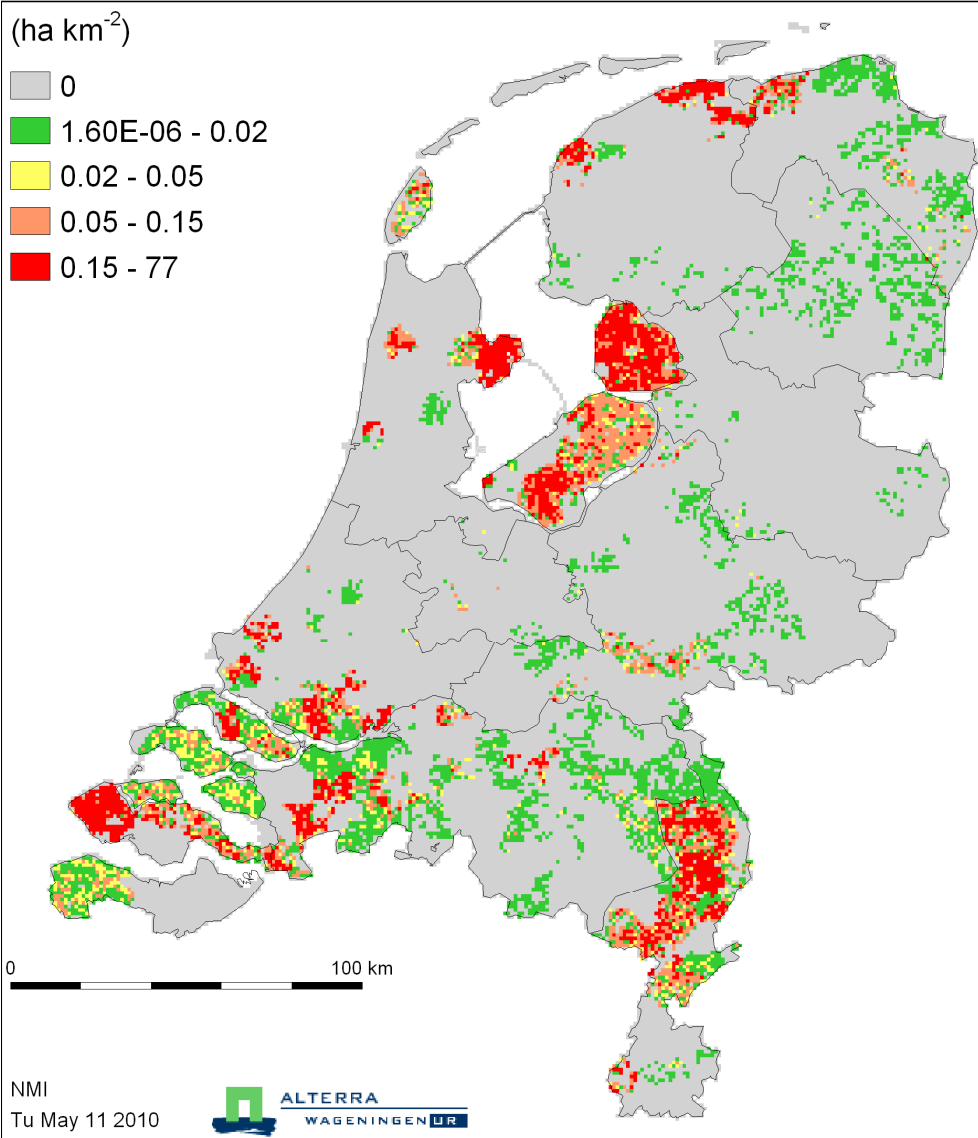 (ha km-2)
0
1.60E-06 - 0.02
0.02 - 0.05
0.05 - 0.15
0.15 - 77
0 100 km
NMI
Tu May 11 2010
ALTERRA
WAGENINGEN UR